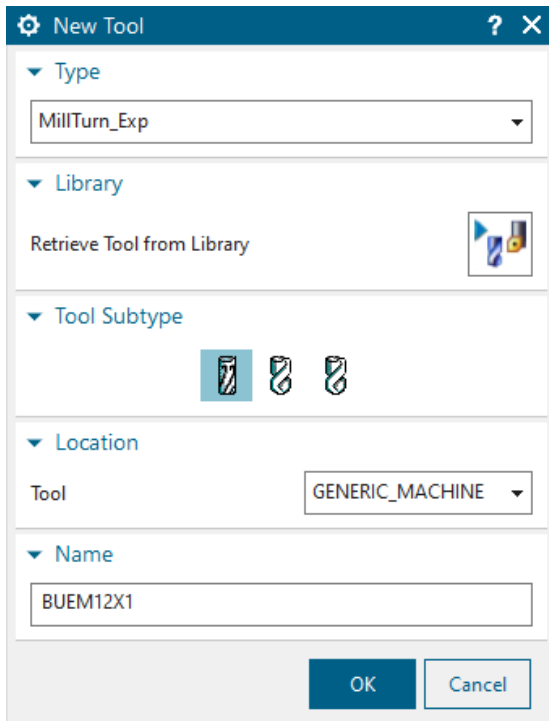 New Tool ?
Type
MillTurn_Exp
Library
Retrieve Tool from Library
Tool Subtype
Location
Tool GENERIC_MACHINE
Name
BUEM12X1
OK Cancel